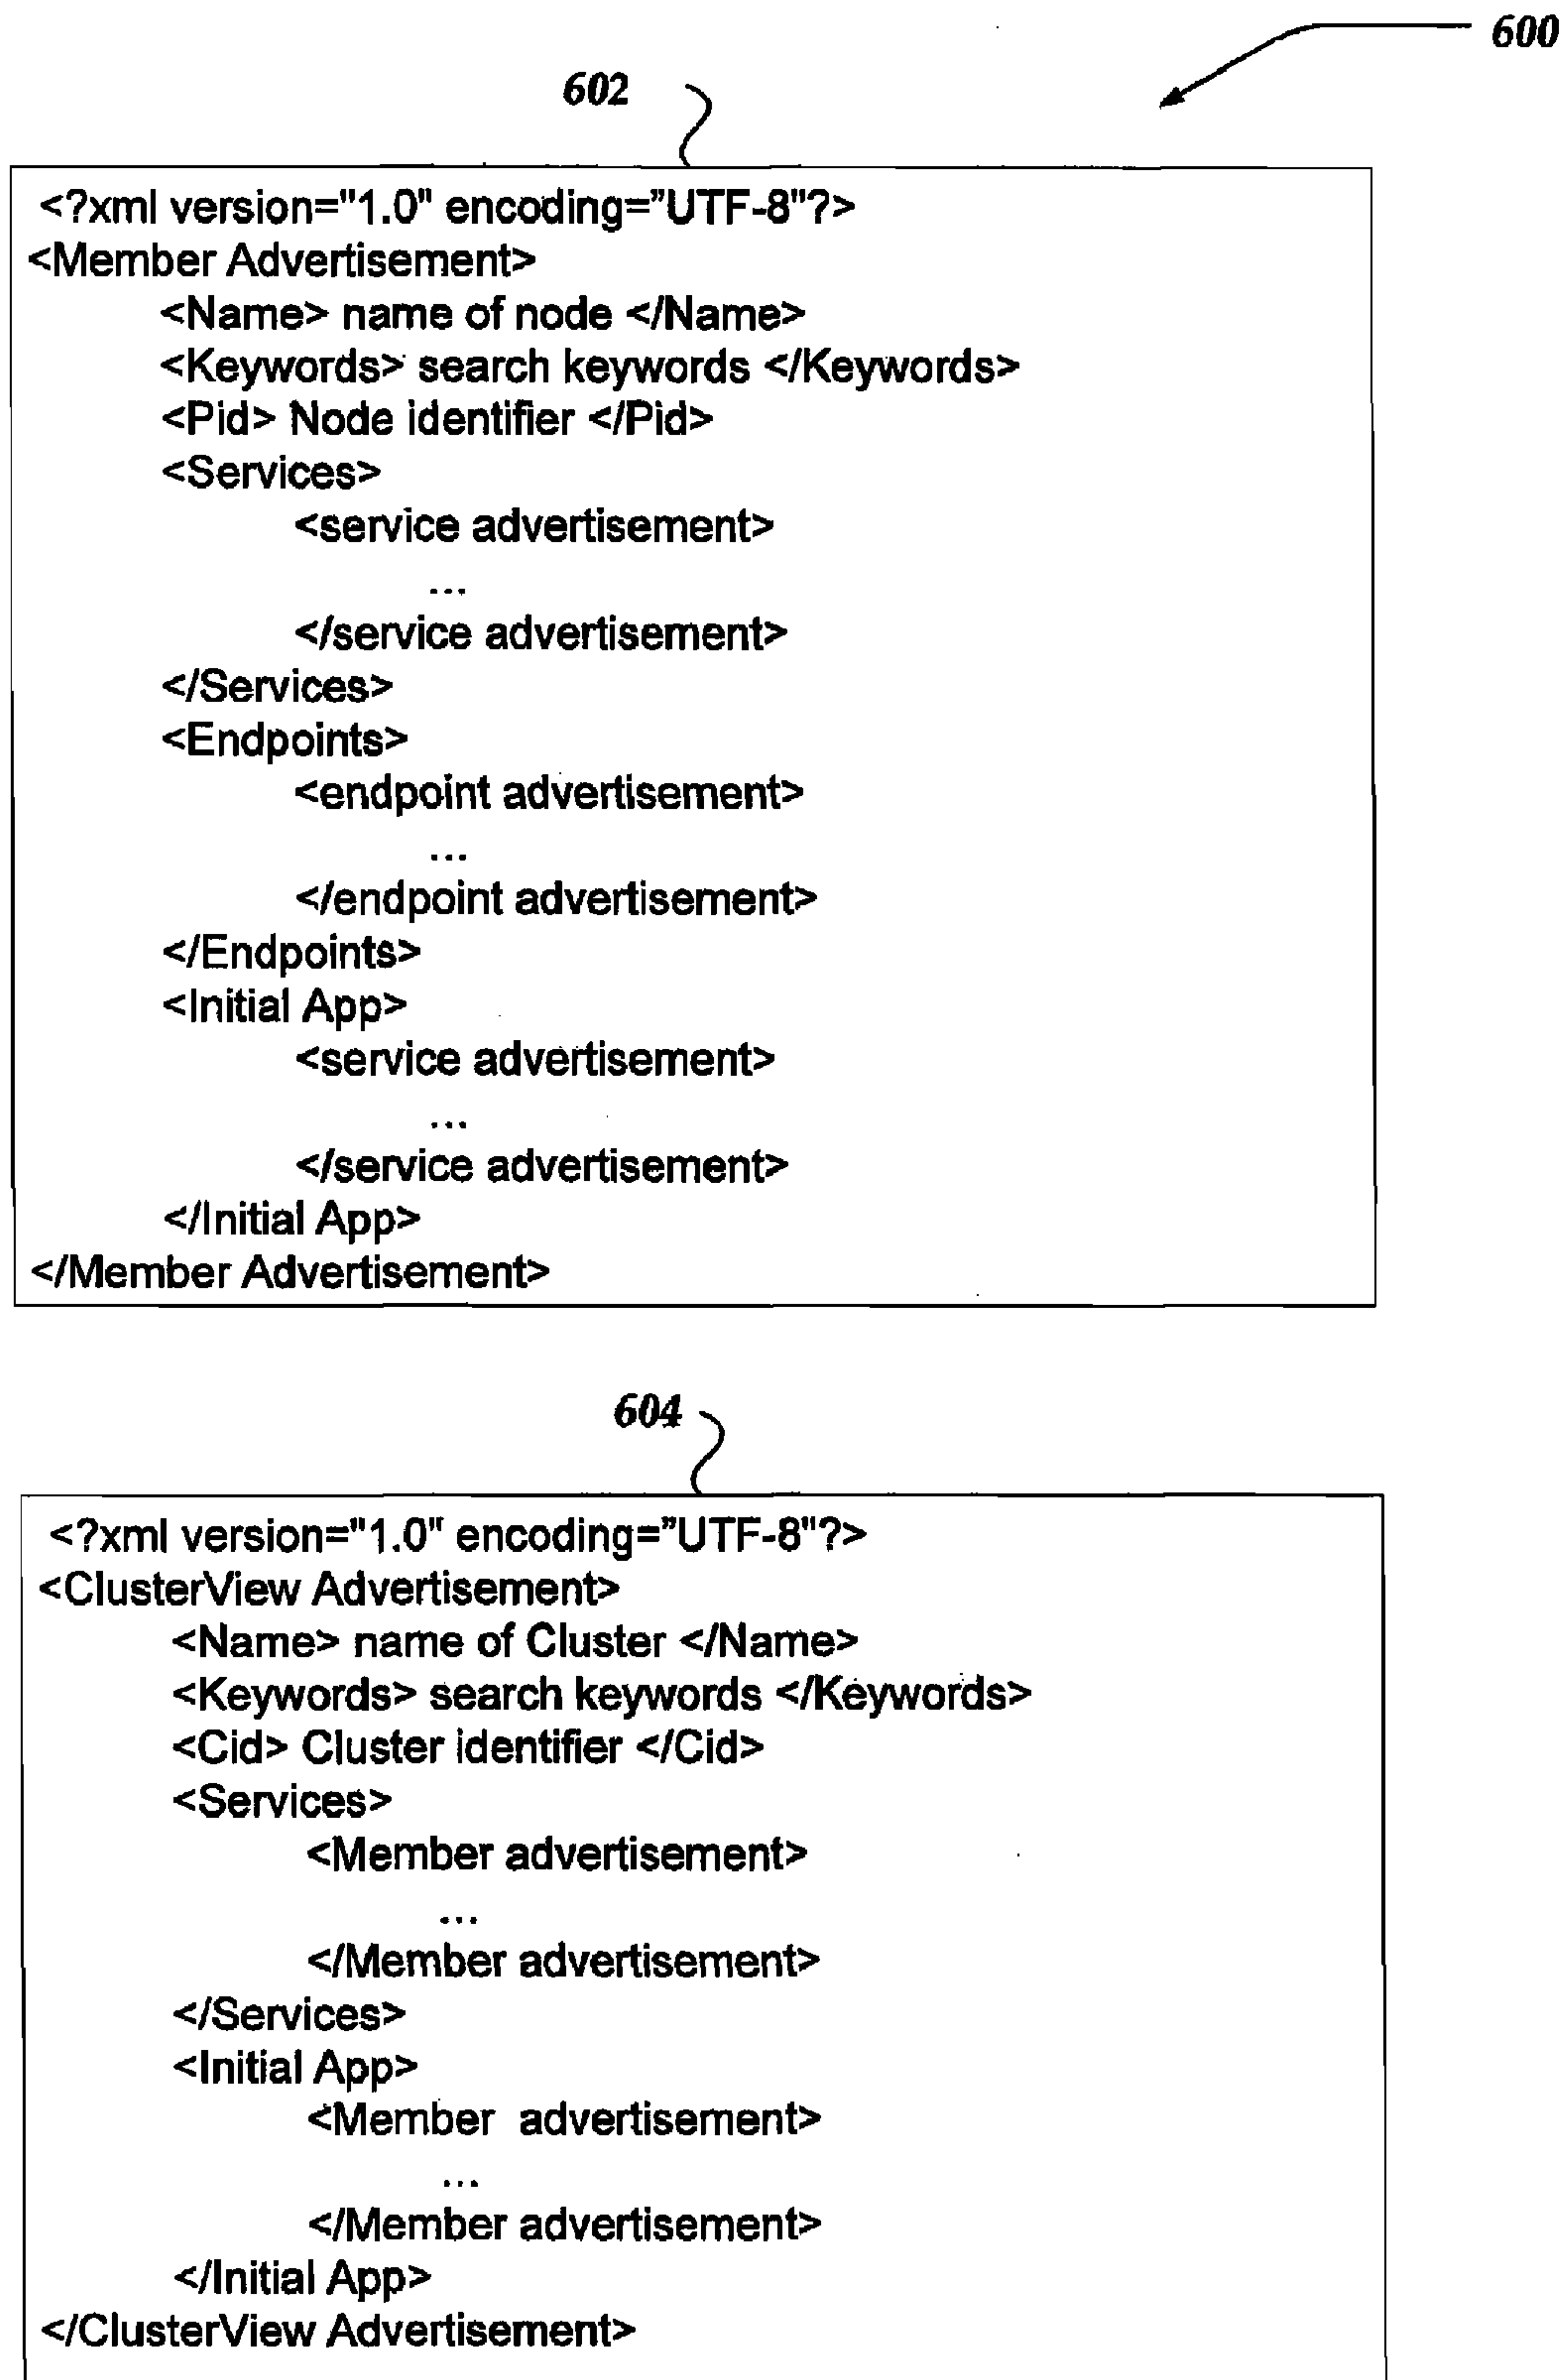 600
602
<?xml version="1.0" encoding=”UTF-8"?>
<Member Advertisement>
<Name> name of node </Name>
<Keywords> search keywords </Keywords>
<Pid> Node identifier </Pid>
<Services>
<service advertisement>
...
</service advertisement>
</Services>
<Endpoints>
<endpoint advertisement>
...
</endpoint advertisement>
</Endpoints>
<Initial App>
<service advertisement>
...
</service advertisement>
</Initial App>
</Member Advertisement>
604
<?xml version="1.0" encoding=”UTF-8"?>
<ClusterView Advertisement>
<Name> name of Cluster </Name>
<Keywords> search keywords </Keywords>
<Cid> Cluster identifier </Cid>
<Services>
<Member advertisement>
...
</Member advertisement>
</Services>
<Initial App>
<Member advertisement>
...
</Member advertisement>
</Initial App>
</ClusterView Advertisement>